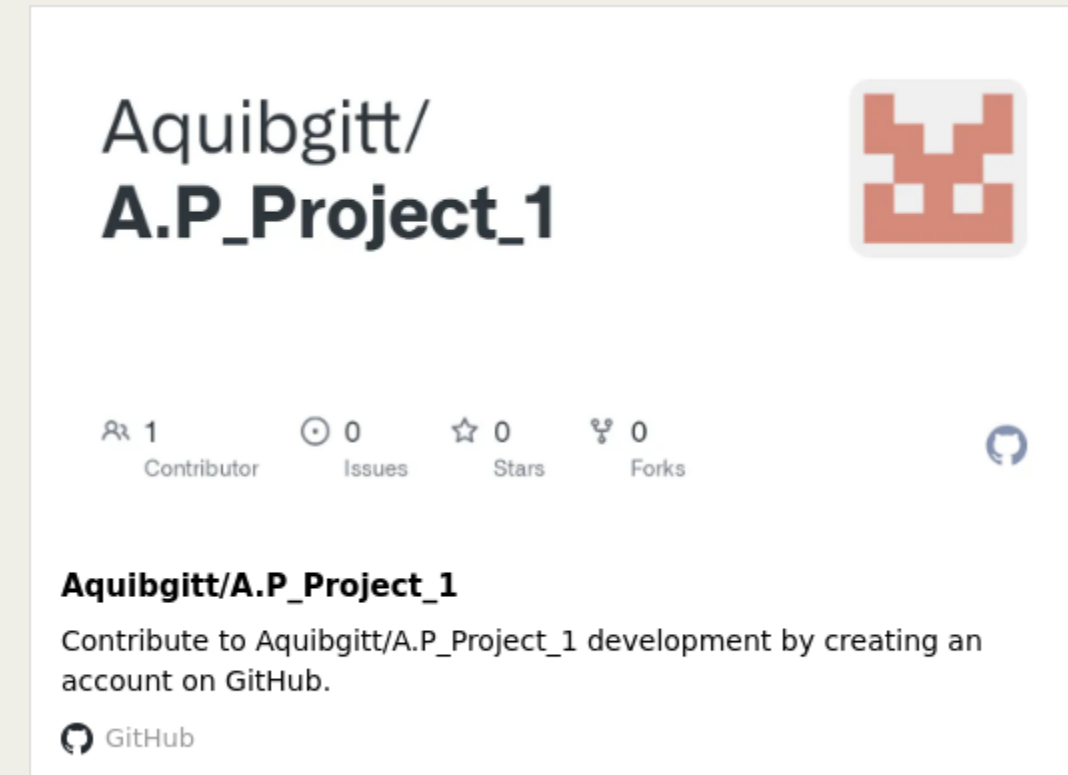 Aquibgitt/
A.P_Project_1
1
Contributor
0
Issues
0
Stars
0
Forks
Aquibgitt/A.P_Project_1
Contribute to Aquibgitt/A.P_Project_1 development by creating an
account on GitHub.
GitHub